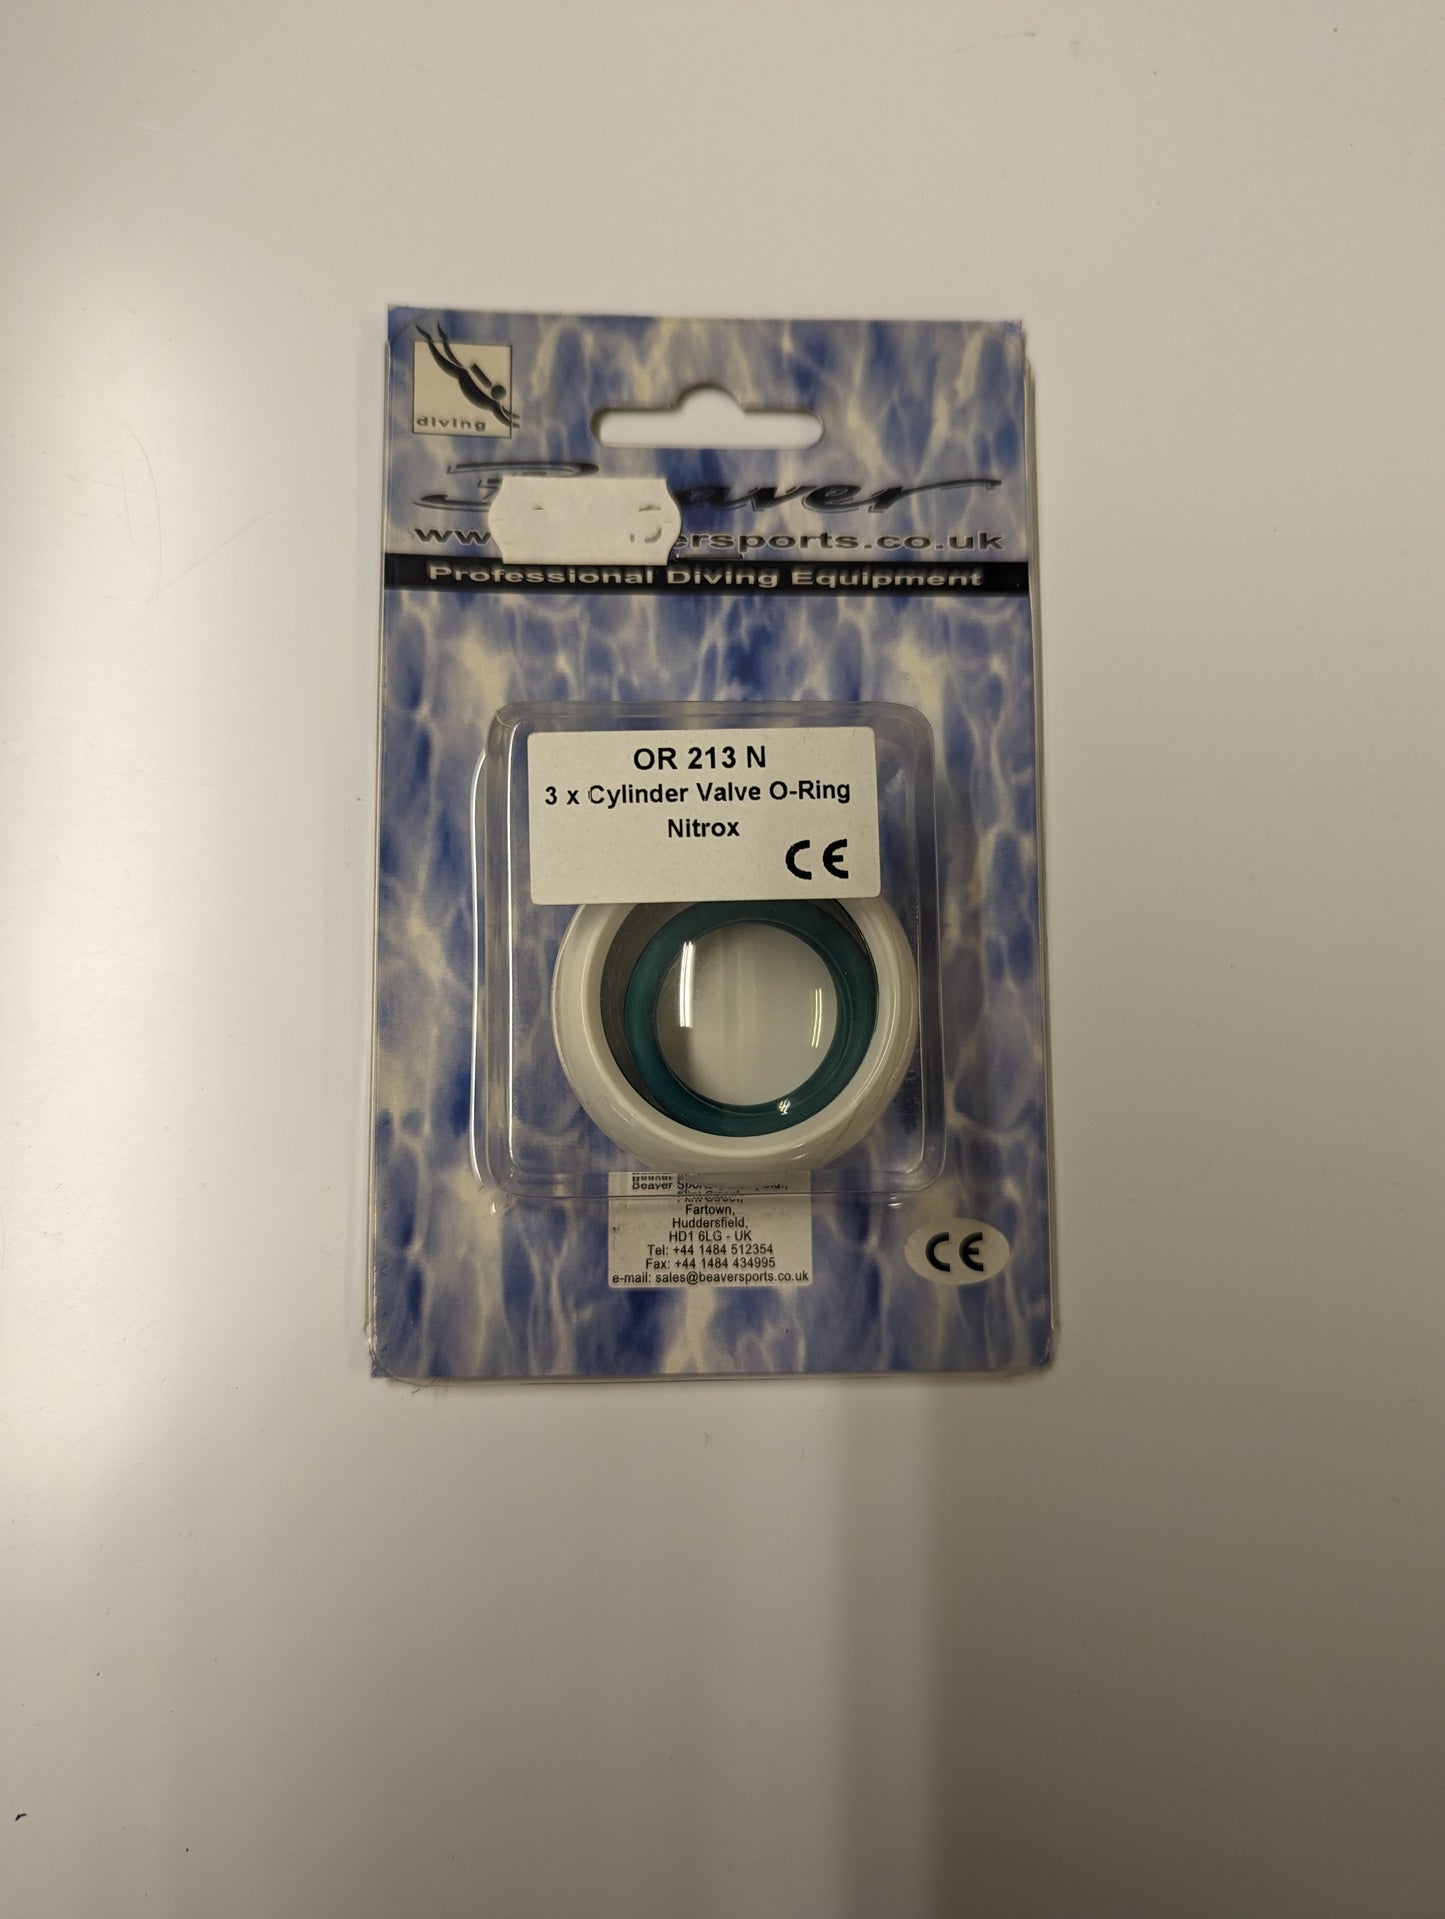 diving
ersports.co.uk
Professional Diving Equipment
OR 213 N
3 x Cylinder Valve O-Ring
Nitrox
CE
Beaver
Fartown,
Huddersfield,
HD1 6LG - UK
Tel: +44 1484 512354
Fax: +44 1484 434995
e-mail: sales@beaversports.co.uk
CE